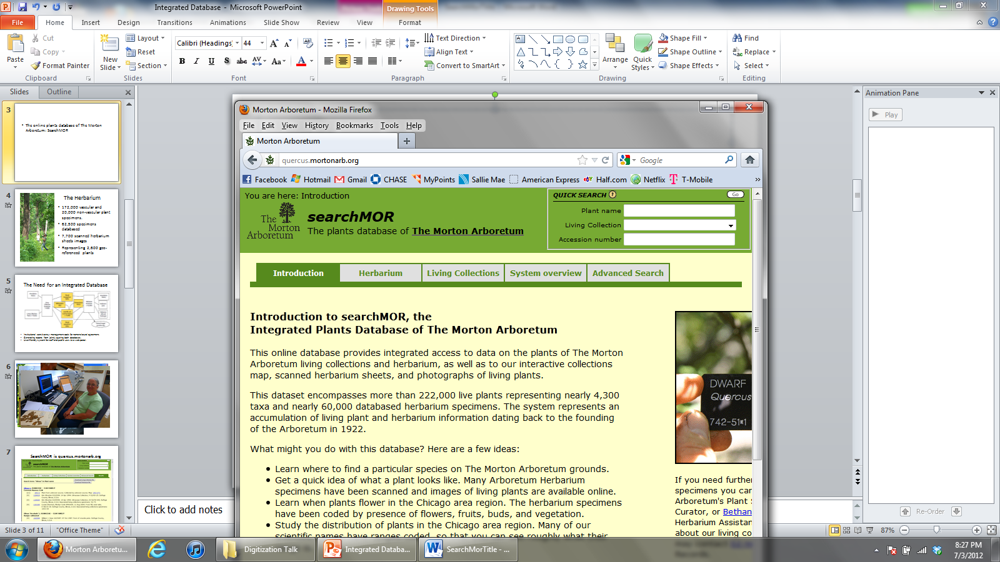 Integrated Database - Microsoft PowerPoint
Drawing Tools
File Home Insert Design Transitions Animations Slide Show Review View Format
Paste
Cut
Copy
Format Painter
Clipboard
New Slide
Layout
Reset
Section
Slides
Calibri (Headings) 44
B I U S abc AV Aa A
Font
Text Direction
Align Text
Convert to SmartArt
Paragraph
Arrange
Quick Styles
Shape Fill
Shape Outline
Shape Effects
Drawing
Find
Replace
Select
Editing
Slides Outline
3
The online plants database of The Morton
Arboretum: SearchMOR
4
The Herbarium
172,000 vascular and
20,000 non-vascular plant
specimens.
62,500 specimens
databased
7,700 scanned herbarium
sheets images
Representing 2,600 geo-
referenced plants
5
The Need for an Integrated Database
6
7
SearchMOR is quercus.mortonarb.org
searchMOR
Morton Arboretum - Mozilla Firefox
File Edit View History Bookmarks Tools Help
Morton Arboretum
quercus.mortonarb.org
Google
Facebook Hotmail Gmail CHASE MyPoints Sallie Mae American Express Half.com Netflix T-Mobile
You are here: Introduction
The Morton Arboretum
searchMOR
The plants database of The Morton Arboretum
QUICK SEARCH ? Go
Plant name
Living Collection
Accession number
Introduction Herbarium Living Collections System overview Advanced Search
Introduction to searchMOR, the
Integrated Plants Database of The Morton Arboretum
This online database provides integrated access to data on the plants of The Morton
Arboretum living collections and herbarium, as well as to our interactive collections
map, scanned herbarium sheets, and photographs of living plants.
This dataset encompasses more than 222,000 live plants representing nearly 4,300
taxa and nearly 60,000 databased herbarium specimens. The system represents an
accumulation of living plant and herbarium information dating back to the founding
of the Arboretum in 1922.
What might you do with this database? Here are a few ideas:
Learn where to find a particular species on The Morton Arboretum grounds.
Get a quick idea of what a plant looks like. Many Arboretum Herbarium
specimens have been scanned and images of living plants are available online.
Learn when plants flower in the Chicago area region. The herbarium specimens
have been coded by presence of flowers, fruits, buds, and vegetation.
Study the distribution of plants in the Chicago area region. Many of our
scientific names have ranges coded, so that you can see roughly what their
DWARF
Quercus
742-51*1
If you need further
specimens you can
Arboretum's Plant
Curator, or Bethan
Herbarium Assistan
about our living co
Animation Pane
Play
Re-Order
Click to add notes
Slide 3 of 11 "Office Theme" 87%
Morton Arboretu...
Digitization Talk
Integrated Databa...
SearchMorTitle - ...
8:27 PM
7/3/2012